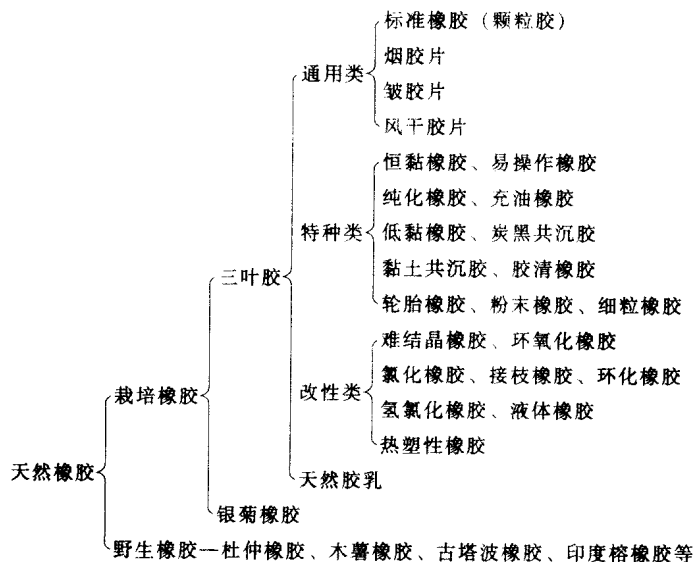 标准橡胶（颗粒胶）
烟胶片
通用类
皱胶片
风干胶片
恒黏橡胶、易操作橡胶
纯化橡胶、充油橡胶
特种类
低黏橡胶、炭黑共沉胶
黏土共沉胶、胶清橡胶
三叶胶
轮胎橡胶、粉末橡胶、细粒橡胶
难结晶橡胶、环氧化橡胶
氯化橡胶、接枝橡胶、环化橡胶
栽培橡胶
改性类
氢氯化橡胶、液体橡胶
热塑性橡胶
天然橡胶
天然胶乳
银菊橡胶
野生橡胶—杜仲橡胶、木薯橡胶、古塔波橡胶、印度榕橡胶等